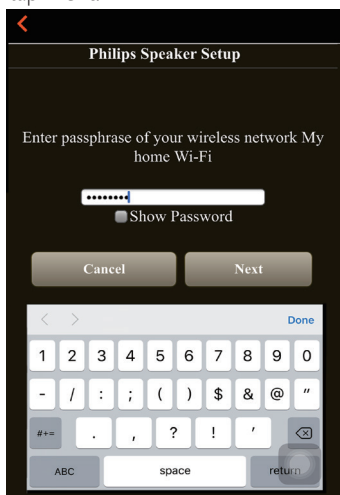 Philips Speaker Setup
Enter passphrase of your wireless network My
home Wi-Fi
••••••••
Show Password
Cancel Next
Done
1 2 3 4 5 6 7 8 9 0
- / : ; ( ) $ & @ "
#+= . , ? ! '
ABC space return